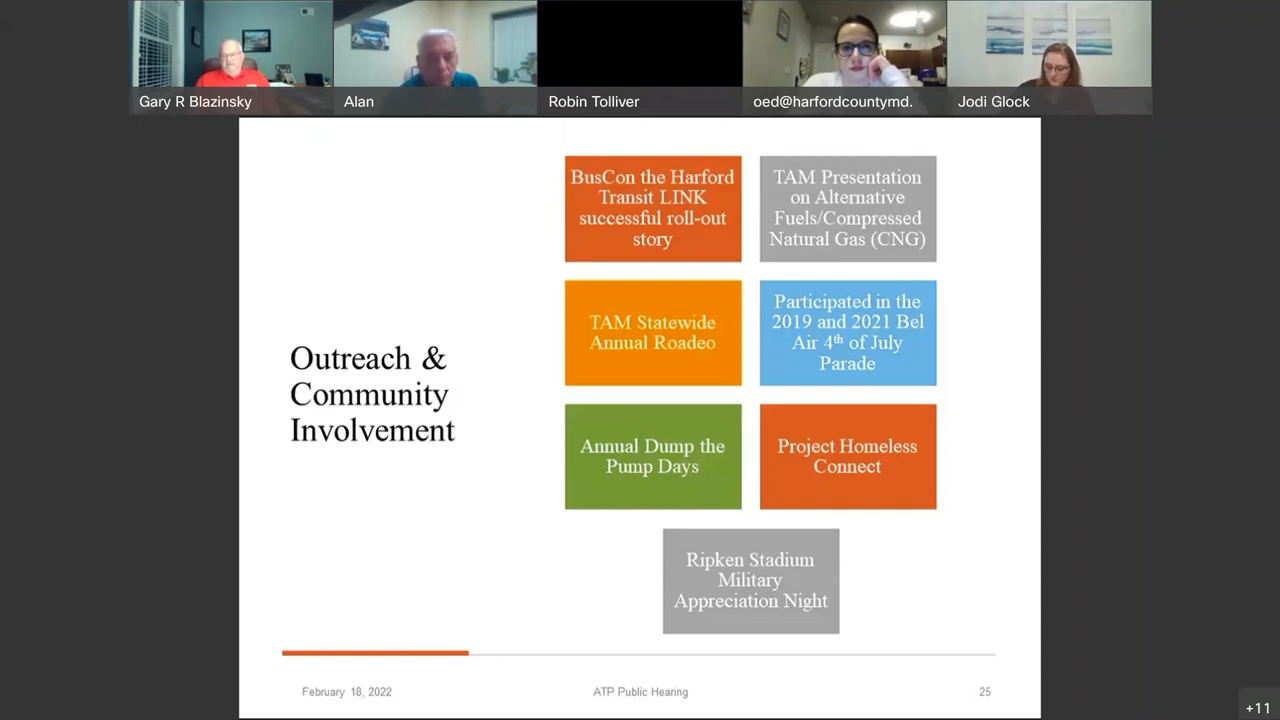 Gary R Blazinsky
Alan
Robin Tolliver
oed@harfordcountymd.
Jodi Glock
Outreach &
Community
Involvement
BusCon the Harford
Transit LINK
successful roll-out
story
TAM Presentation
on Alternative
Fuels/Compressed
Natural Gas (CNG)
TAM Statewide
Annual Roadeo
Participated in the
2019 and 2021 Bel
Air 4th of July
Parade
Annual Dump the
Pump Days
Project Homeless
Connect
Ripken Stadium
Military
Appreciation Night
February 18, 2022
ATP Public Hearing
25
+11